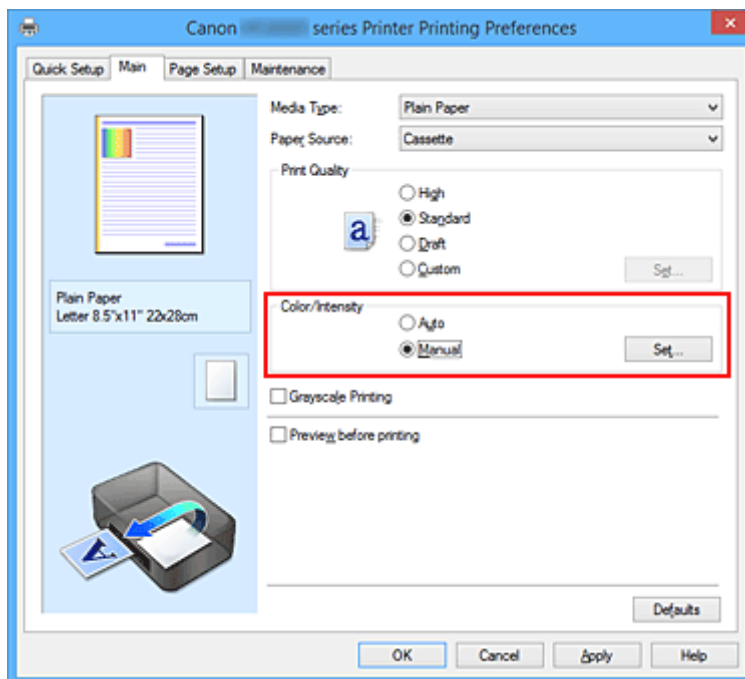 Canon series Printer Printing Preferences
Quick Setup Main Page Setup Maintenance
Media Type: Plain Paper
Paper Source: Cassette
Print Quality
High
a Standard
Draft
Custom Set...
Plain Paper
Letter 8.5"x11" 22x28cm
Color/Intensity
Auto
Manual Set...
Grayscale Printing
Preview before printing
A
Defaults
OK Cancel Apply Help